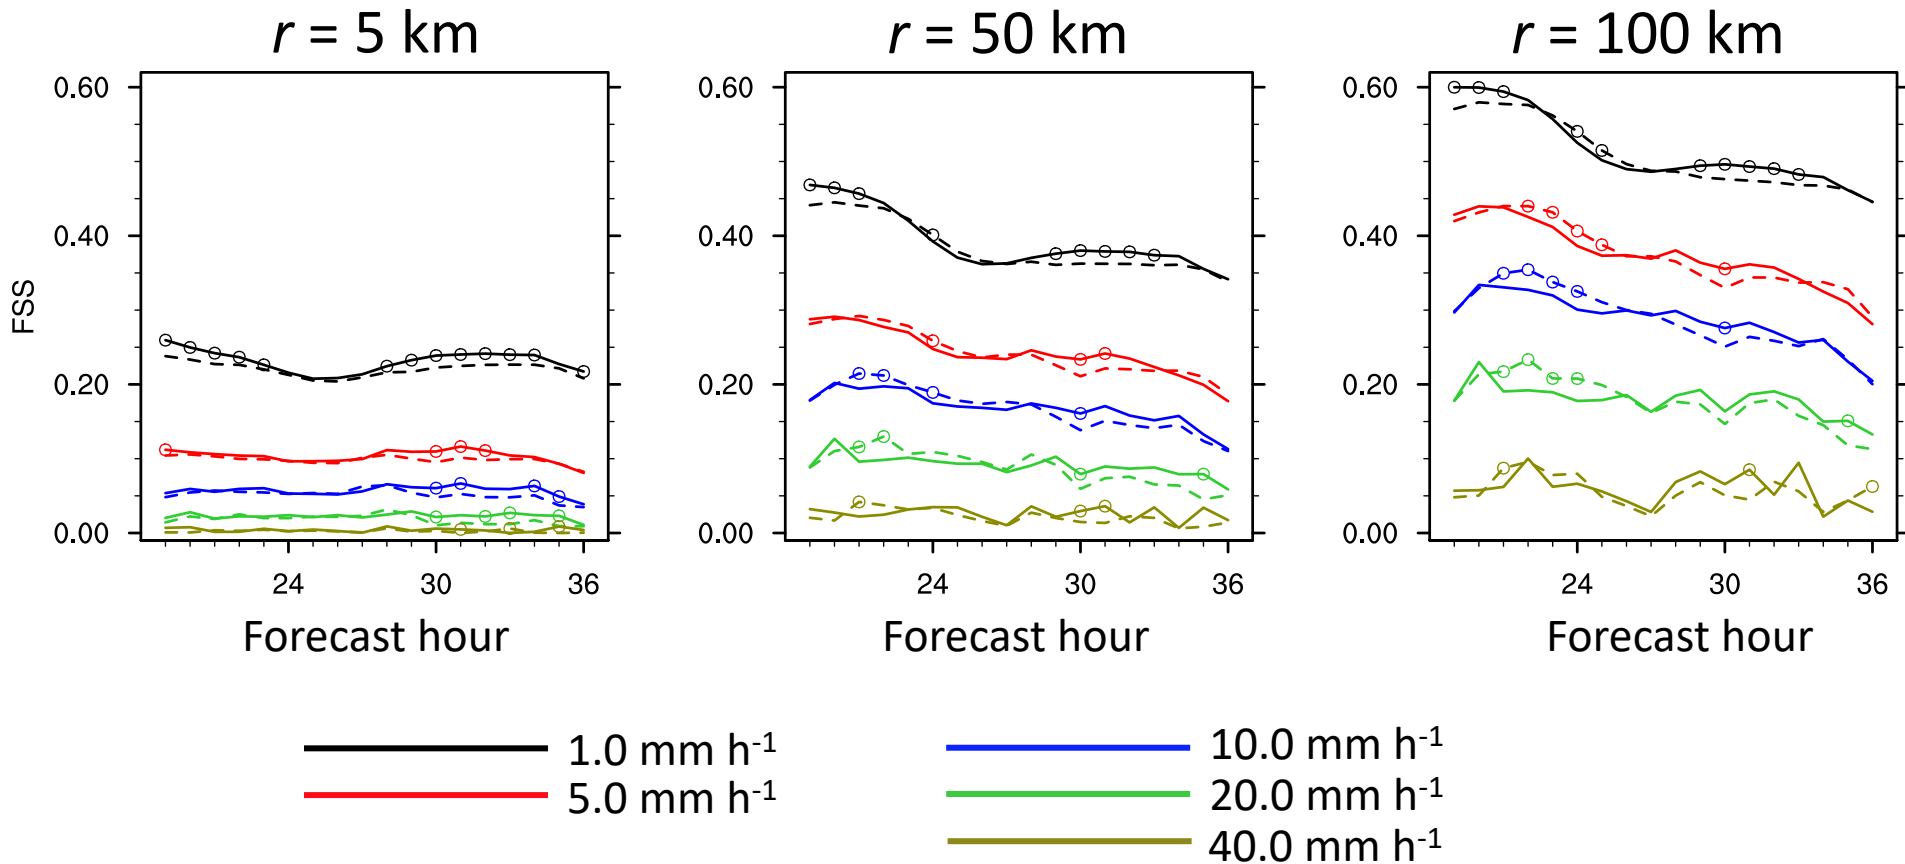 r = 5 km
r = 50 km
r = 100 km
0.60
0.40
0.20
0.00
0.60
0.40
0.20
0.00
0.60
0.40
0.20
0.00
FSS
24 30 36
24 30 36
24 30 36
Forecast hour
Forecast hour
Forecast hour
1.0 mm h⁻¹
5.0 mm h⁻¹
10.0 mm h⁻¹
20.0 mm h⁻¹
40.0 mm h⁻¹